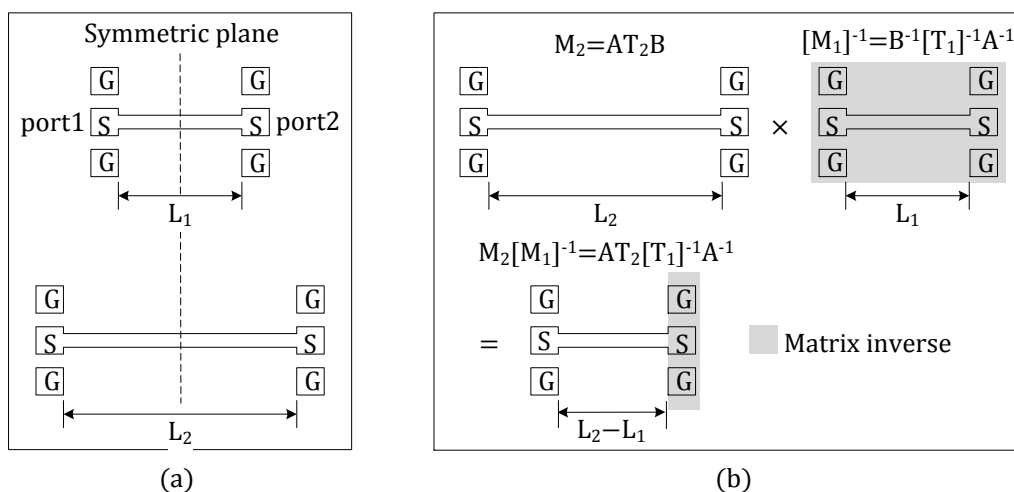 Symmetric plane
G G
port1 S S port2
G G
L₁
G G
S S
G G
L₂
(a)
M₂=AT₂B [M₁]⁻¹=B⁻¹[T₁]⁻¹A⁻¹
G G G G
S S × S S
G G G G
L₂ L₁
M₂[M₁]⁻¹=AT₂[T₁]⁻¹A⁻¹
G G
= S S Matrix inverse
G G
L₂−L₁
(b)